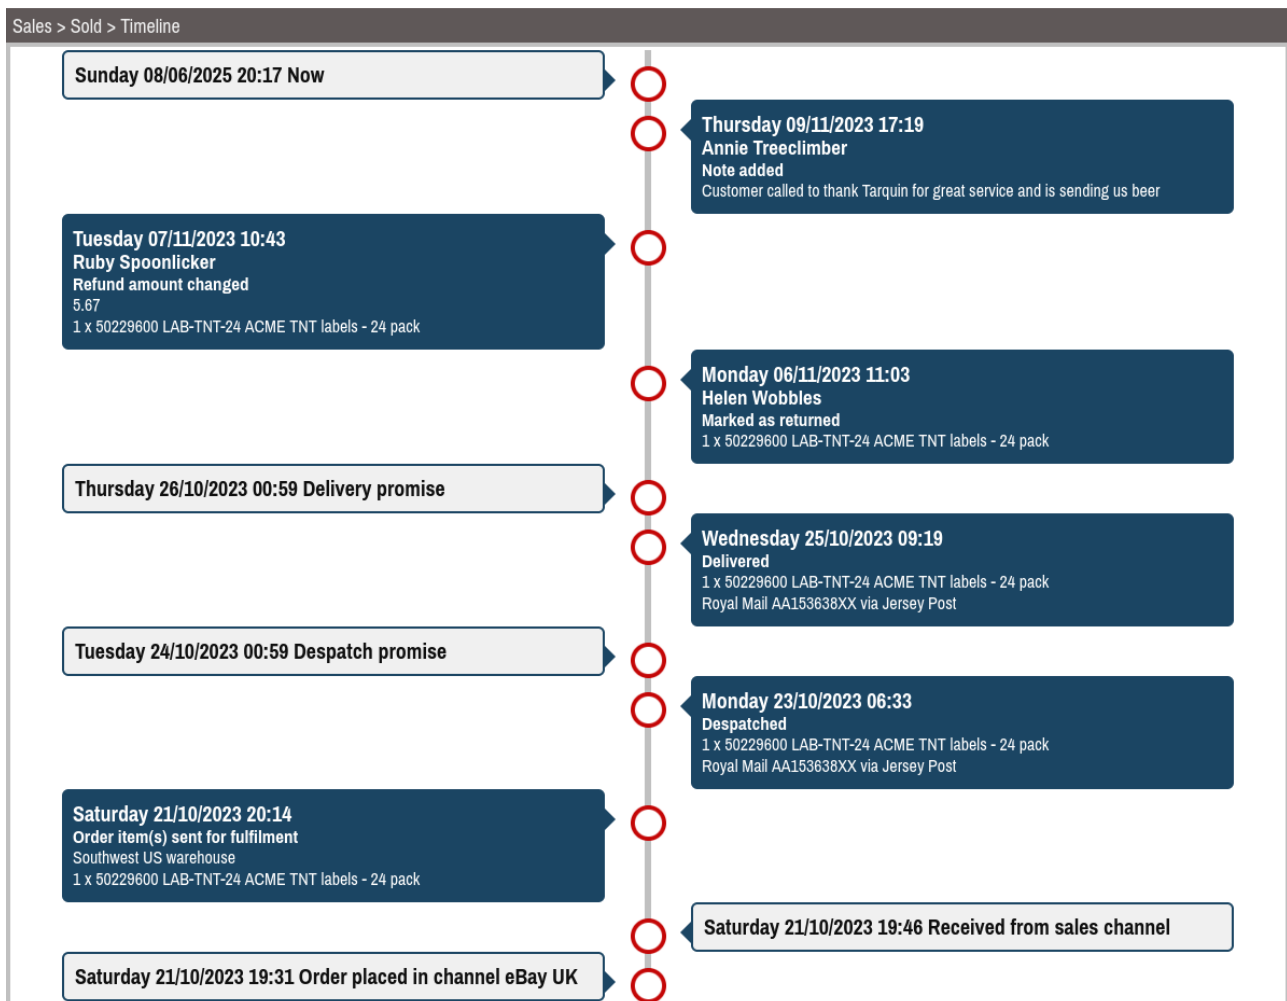 Sales > Sold > Timeline
Sunday 08/06/2025 20:17 Now
Thursday 09/11/2023 17:19
Annie Treeclimber
Note added
Customer called to thank Tarquin for great service and is sending us beer
Tuesday 07/11/2023 10:43
Ruby Spoonlicker
Refund amount changed
5.67
1 x 50229600 LAB-TNT-24 ACME TNT labels - 24 pack
Monday 06/11/2023 11:03
Helen Wobbles
Marked as returned
1 x 50229600 LAB-TNT-24 ACME TNT labels - 24 pack
Thursday 26/10/2023 00:59 Delivery promise
Wednesday 25/10/2023 09:19
Delivered
1 x 50229600 LAB-TNT-24 ACME TNT labels - 24 pack
Royal Mail AA153638XX via Jersey Post
Tuesday 24/10/2023 00:59 Despatch promise
Monday 23/10/2023 06:33
Despatched
1 x 50229600 LAB-TNT-24 ACME TNT labels - 24 pack
Royal Mail AA153638XX via Jersey Post
Saturday 21/10/2023 20:14
Order item(s) sent for fulfilment
Southwest US warehouse
1 x 50229600 LAB-TNT-24 ACME TNT labels - 24 pack
Saturday 21/10/2023 19:46 Received from sales channel
Saturday 21/10/2023 19:31 Order placed in channel eBay UK